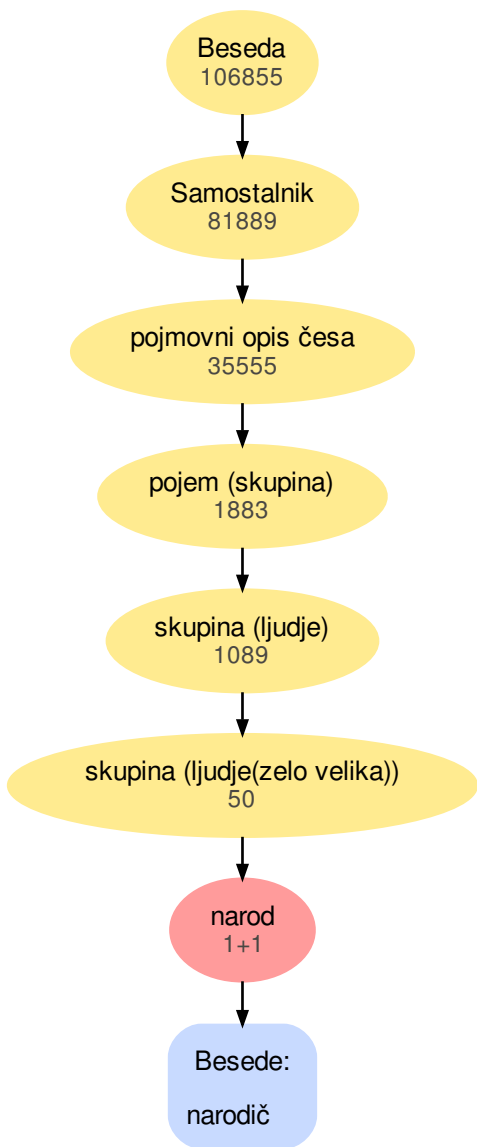 Beseda
106855
Samostalnik
81889
pojmovni opis česa
35555
pojem (skupina)
1883
skupina (ljudje)
1089
skupina (ljudje(zelo velika))
50
narod
1+1
Besede:
narodič